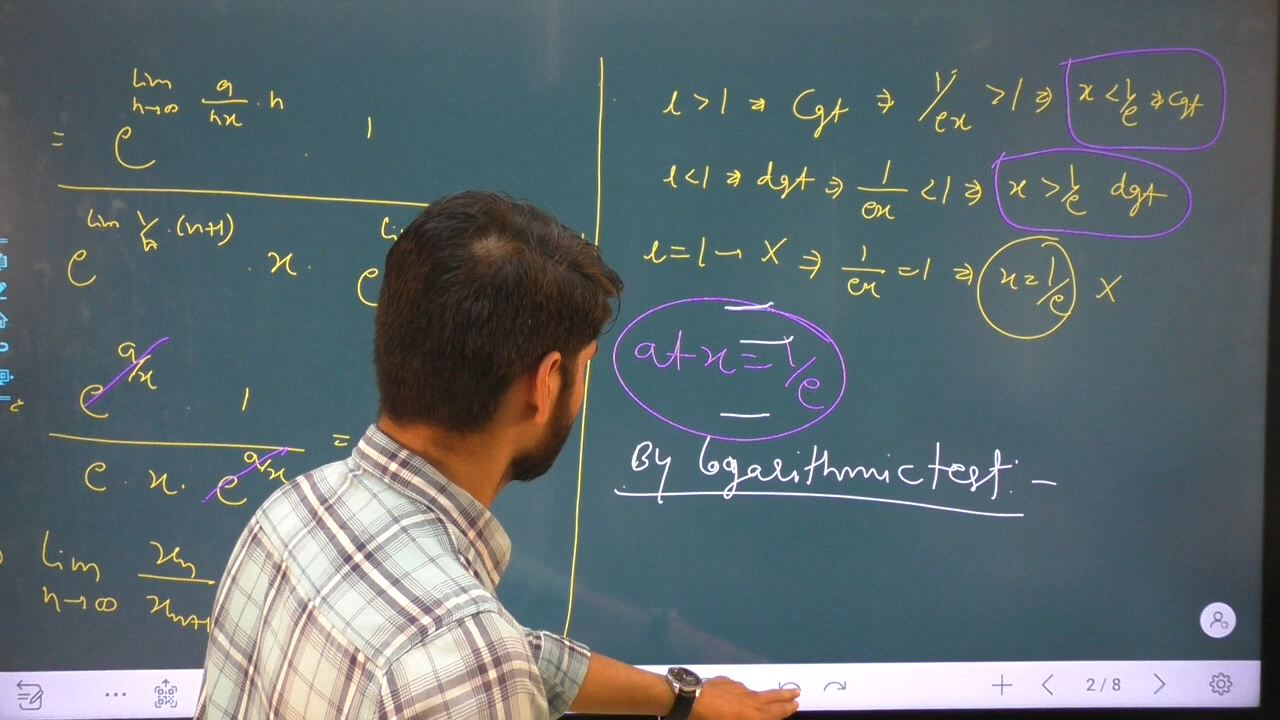 = e^(lim n→∞ a/nx · n) · 1
e^(lim 1/n · (n+1)) · x · e
e^(a/x) · 1
e · x · e^(a/x) =
lim n→∞ xn / xn+1
l > 1 ⇒ Cgt ⇒ 1/ex > 1 ⇒ x < 1/e ⇒ Cgt
l < 1 ⇒ dgt ⇒ 1/ex < 1 ⇒ x > 1/e dgt
l = 1 → X ⇒ 1/ex = 1 ⇒ x = 1/e X
at x = 1/e
By logarithmic test : -
2/8